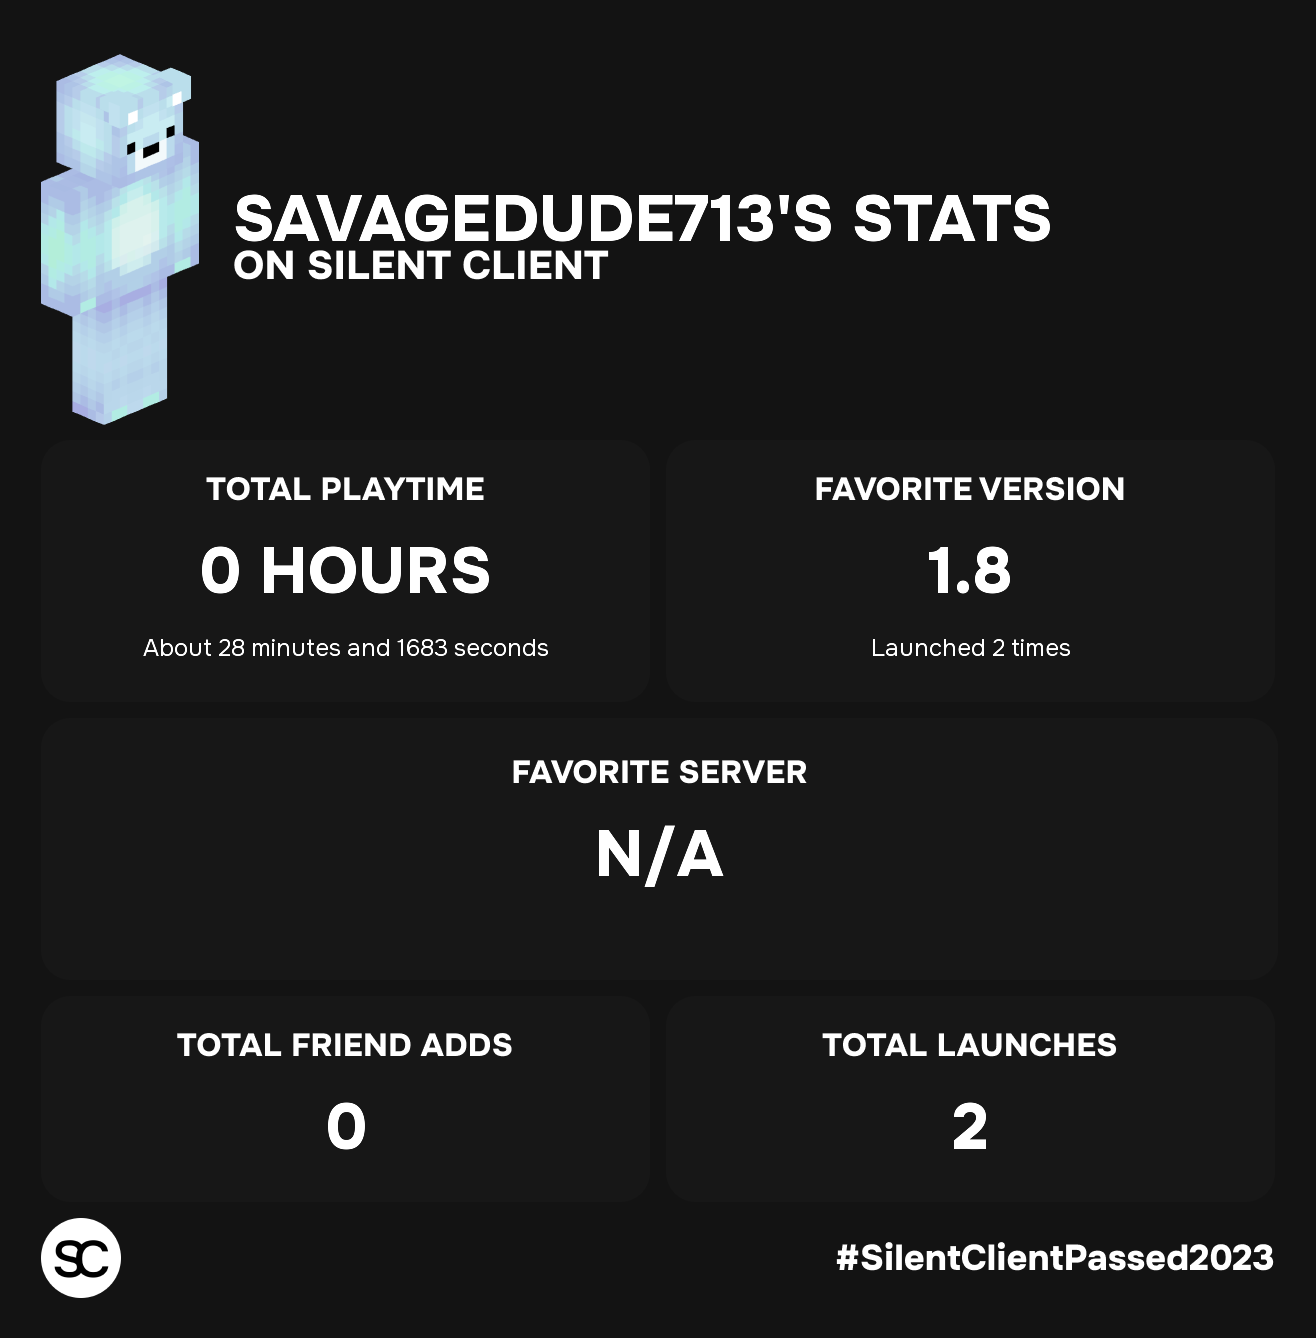 SAVAGEDUDE713'S STATS
ON SILENT CLIENT
TOTAL PLAYTIME
0 HOURS
About 28 minutes and 1683 seconds
FAVORITE VERSION
1.8
Launched 2 times
FAVORITE SERVER
N/A
TOTAL FRIEND ADDS
0
TOTAL LAUNCHES
2
SC
#SilentClientPassed2023